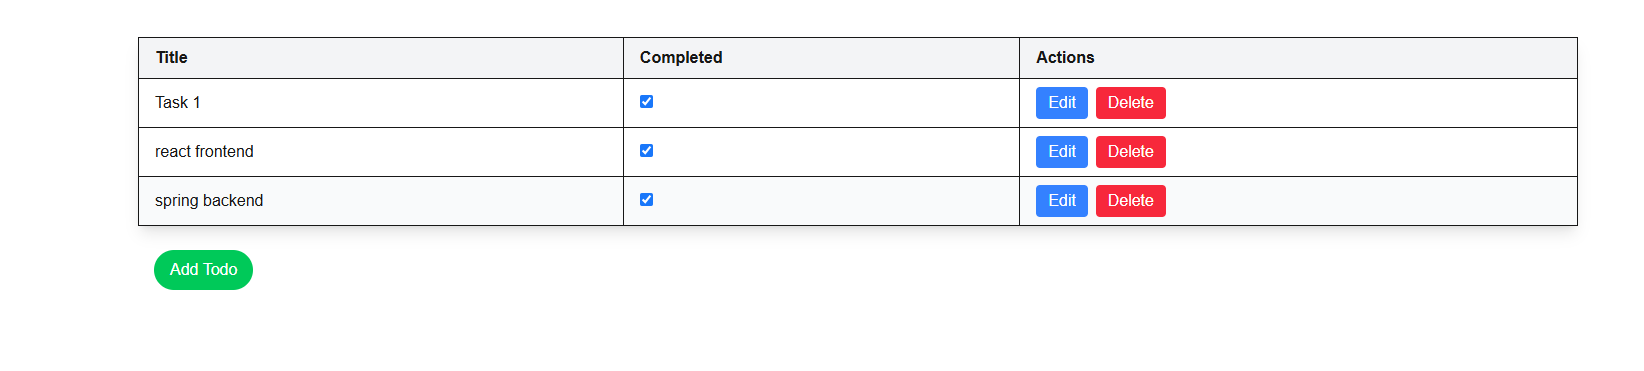 Title Completed Actions
Task 1 Edit Delete
react frontend Edit Delete
spring backend Edit Delete
Add Todo